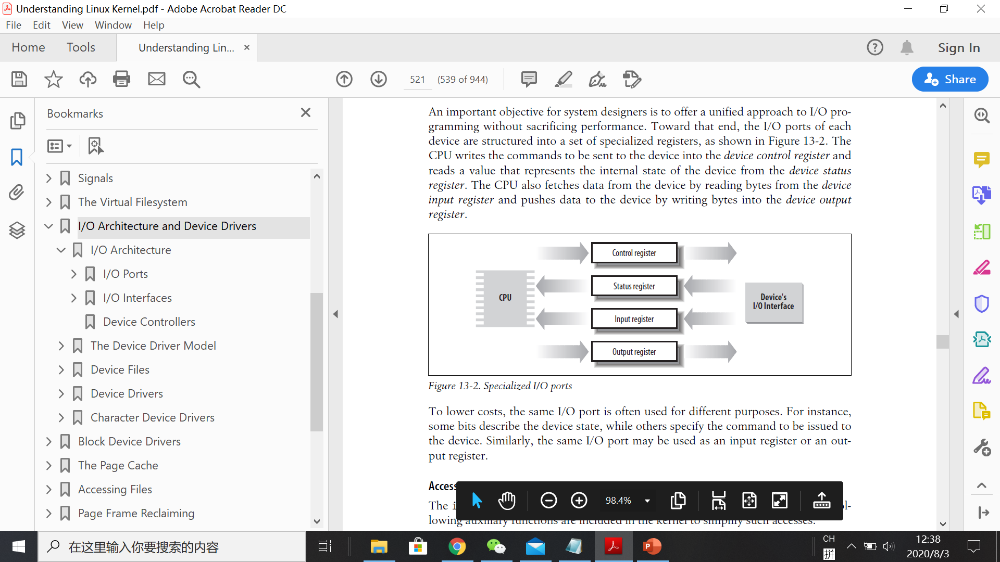 Understanding Linux Kernel.pdf - Adobe Acrobat Reader DC
File Edit View Window Help
Home Tools Understanding Lin... × Sign In
521 (539 of 944) Share
Bookmarks
Signals
The Virtual Filesystem
I/O Architecture and Device Drivers
I/O Architecture
I/O Ports
I/O Interfaces
Device Controllers
The Device Driver Model
Device Files
Device Drivers
Character Device Drivers
Block Device Drivers
The Page Cache
Accessing Files
Page Frame Reclaiming
An important objective for system designers is to offer a unified approach to I/O pro-
gramming without sacrificing performance. Toward that end, the I/O ports of each
device are structured into a set of specialized registers, as shown in Figure 13-2. The
CPU writes the commands to be sent to the device into the device control register and
reads a value that represents the internal state of the device from the device status
register. The CPU also fetches data from the device by reading bytes from the device
input register and pushes data to the device by writing bytes into the device output
register.
Control register
Status register
CPU
Device's
I/O Interface
Input register
Output register
Figure 13-2. Specialized I/O ports
To lower costs, the same I/O port is often used for different purposes. For instance,
some bits describe the device state, while others specify the command to be issued to
the device. Similarly, the same I/O port may be used as an input register or an out-
put register.
Access
98.4%
The i
ol-
lowing auxiliary functions are included in the kernel to simplify such accesses:
在这里输入你要搜索的内容
CH
拼
12:38
2020/8/3